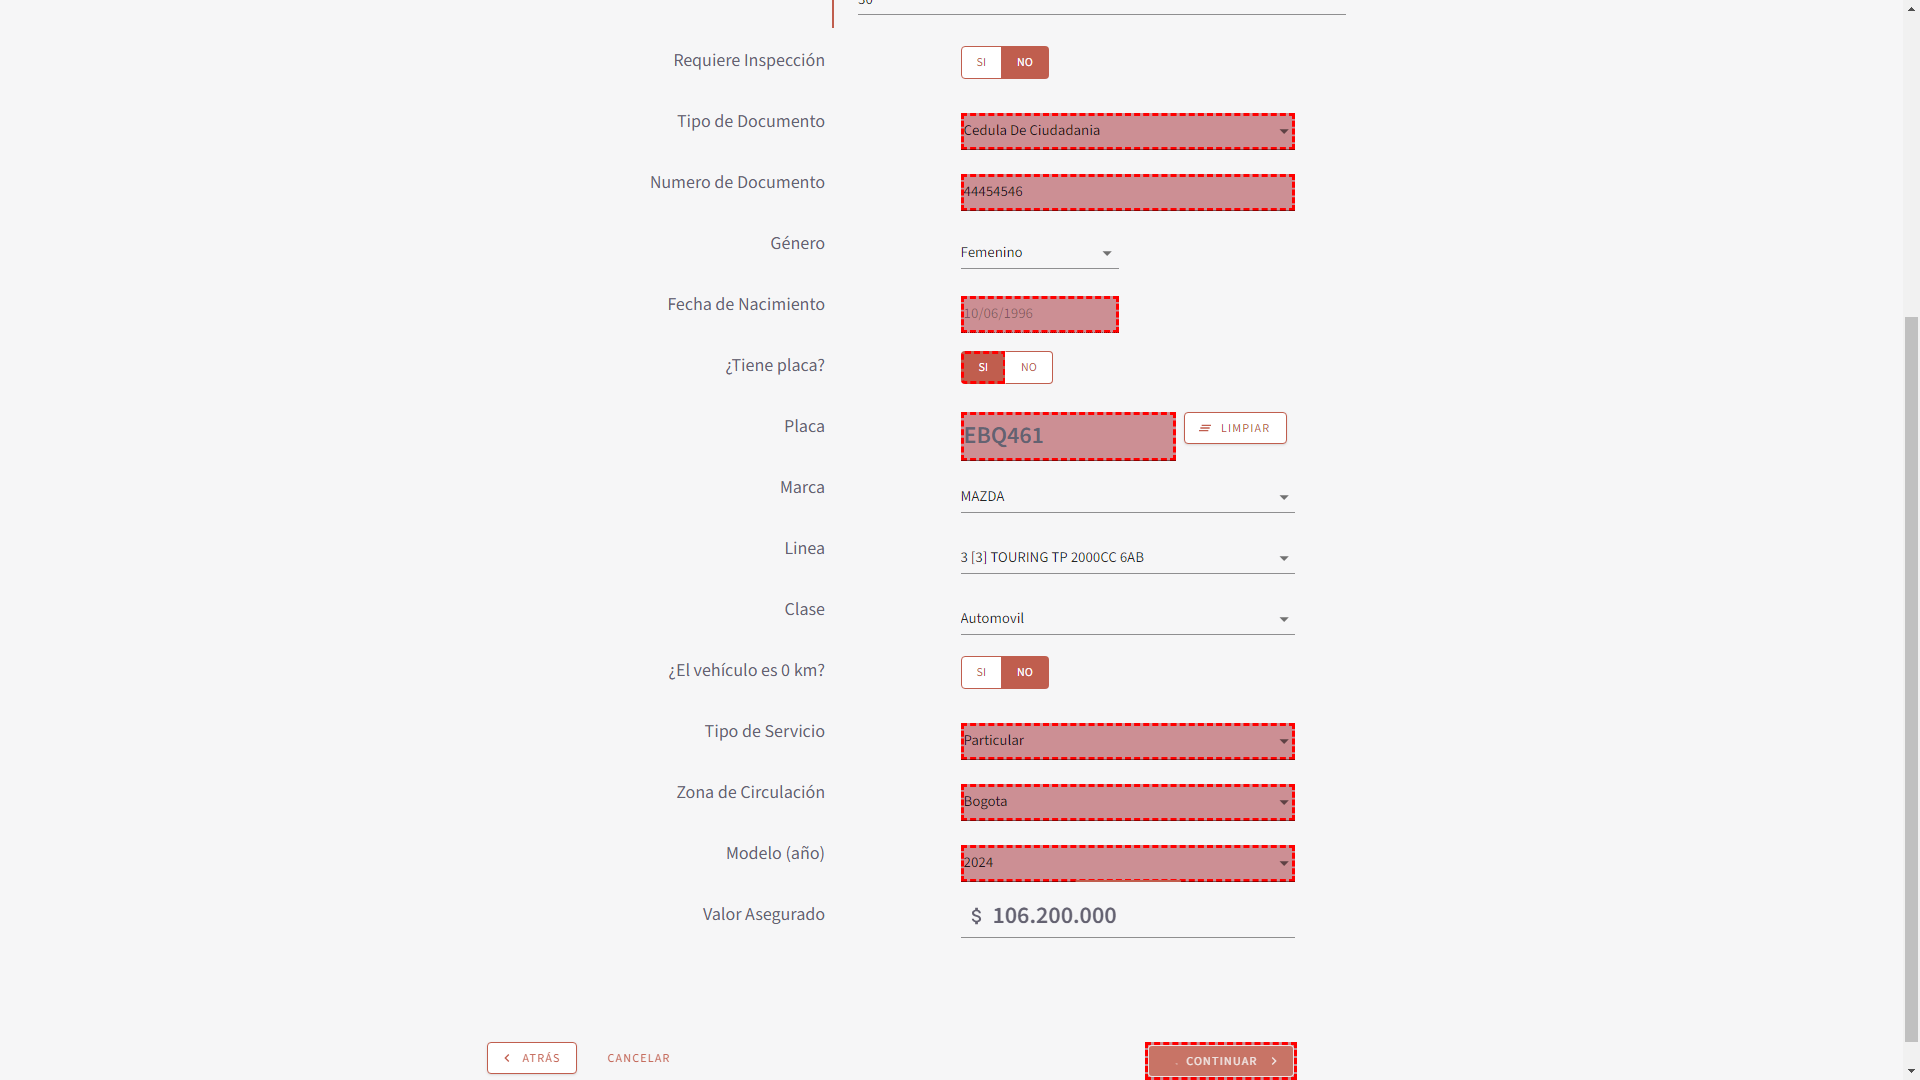 Requiere Inspección SI NO
Tipo de Documento Cedula De Ciudadania
Numero de Documento 44454546
Género Femenino
Fecha de Nacimiento 10/06/1996
¿Tiene placa? SI NO
Placa EBQ461 LIMPIAR
Marca MAZDA
Linea 3 [3] TOURING TP 2000CC 6AB
Clase Automovil
¿El vehículo es 0 km? SI NO
Tipo de Servicio Particular
Zona de Circulación Bogota
Modelo (año) 2024
Valor Asegurado $ 106.200.000
ATRÁS CANCELAR CONTINUAR